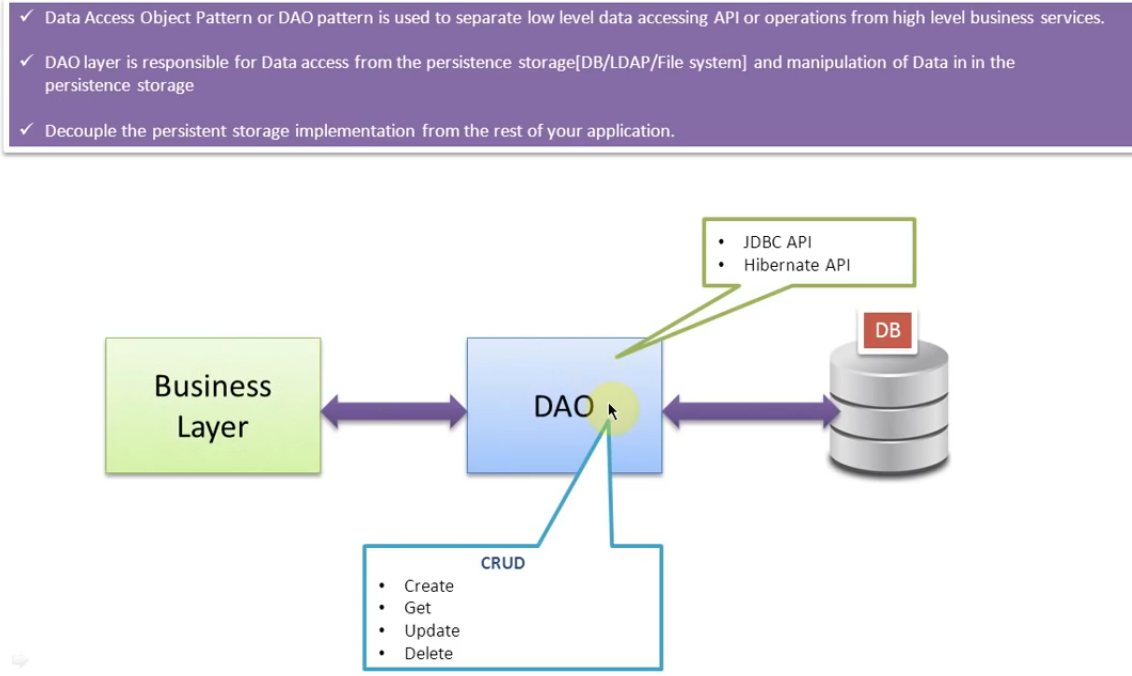 ✓ Data Access Object Pattern or DAO pattern is used to separate low level data accessing API or operations from high level business services.
✓ DAO layer is responsible for Data access from the persistence storage[DB/LDAP/File system] and manipulation of Data in in the
persistence storage
✓ Decouple the persistent storage implementation from the rest of your application.
• JDBC API
• Hibernate API
DB
Business
Layer
DAO
CRUD
• Create
• Get
• Update
• Delete